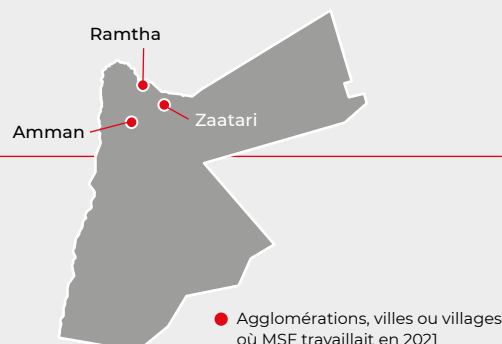 Ramtha
Zaatari
Amman
Agglomérations, villes ou villages
où MSF travaillait en 2021